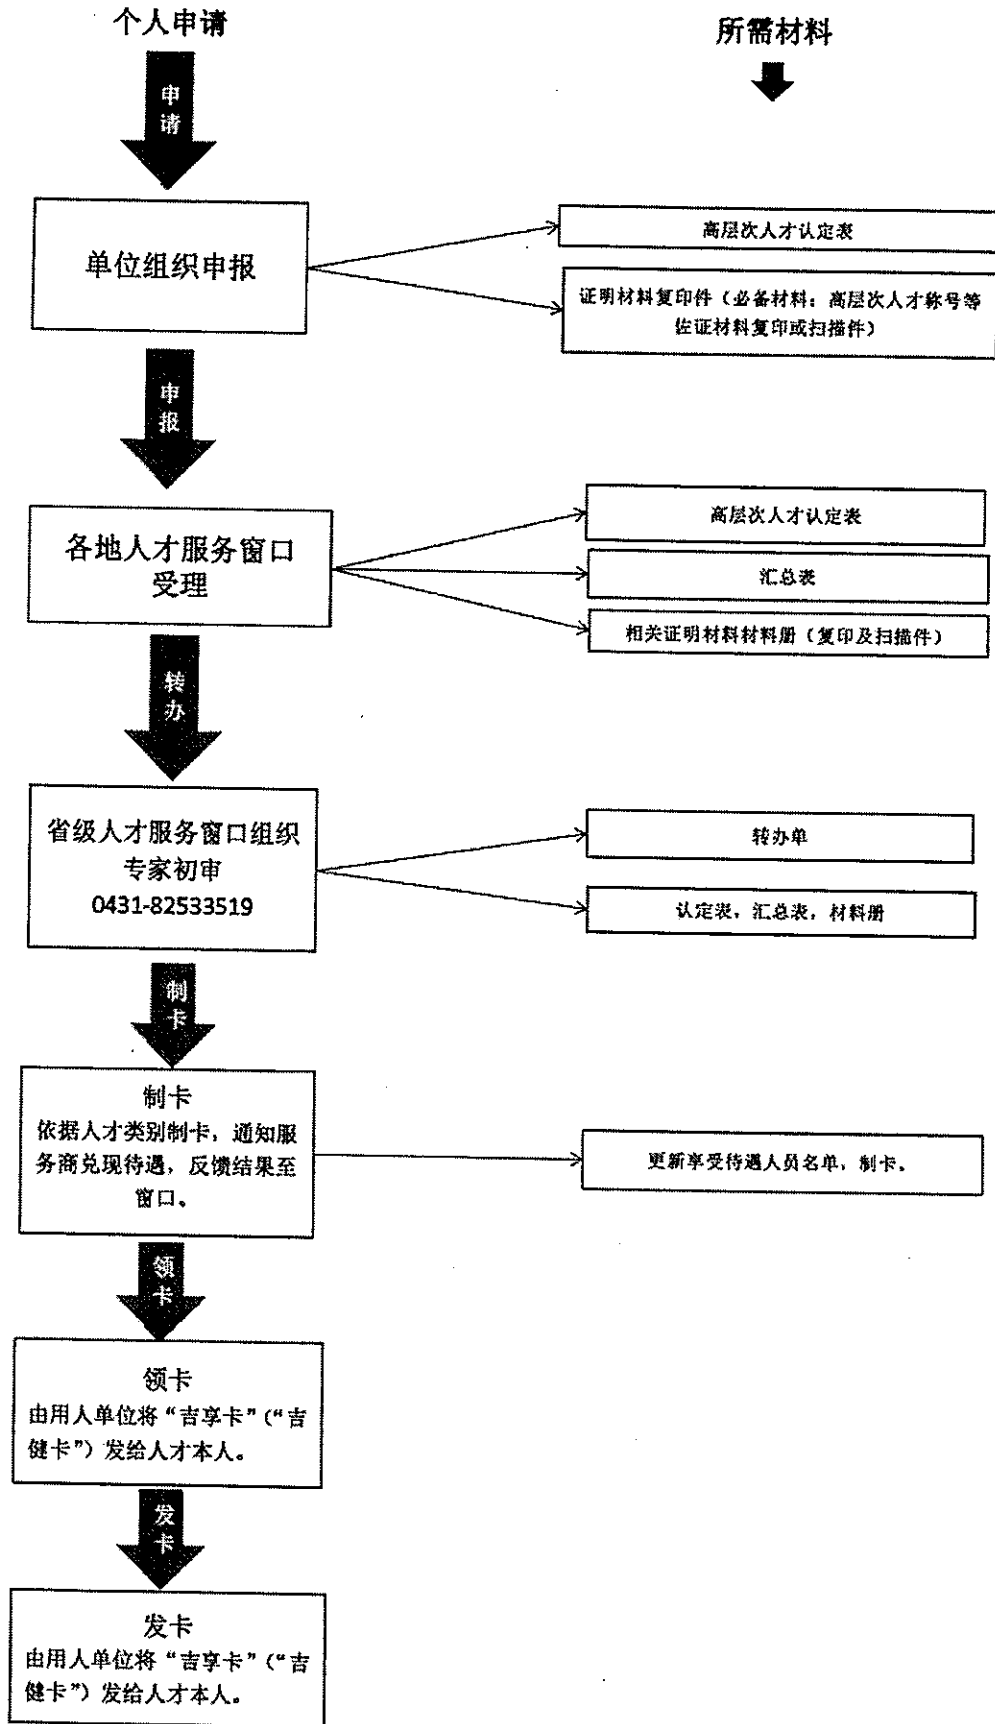 个人申请
所需材料
申请
单位组织申报
高层次人才认定表
证明材料复印件（必备材料：高层次人才称号等
佐证材料复印或扫描件）
申报
各地人才服务窗口
受理
高层次人才认定表
汇总表
相关证明材料材料册（复印及扫描件）
转办
省级人才服务窗口组织
专家初审
0431-82533519
转办单
认定表，汇总表，材料册
制卡
制卡
依据人才类别制卡，通知服
务商兑现待遇，反馈结果至
窗口。
更新享受待遇人员名单，制卡。
领卡
领卡
由用人单位将“吉享卡”（“吉
健卡”）发给人才本人。
发卡
发卡
由用人单位将“吉享卡”（“吉
健卡”）发给人才本人。